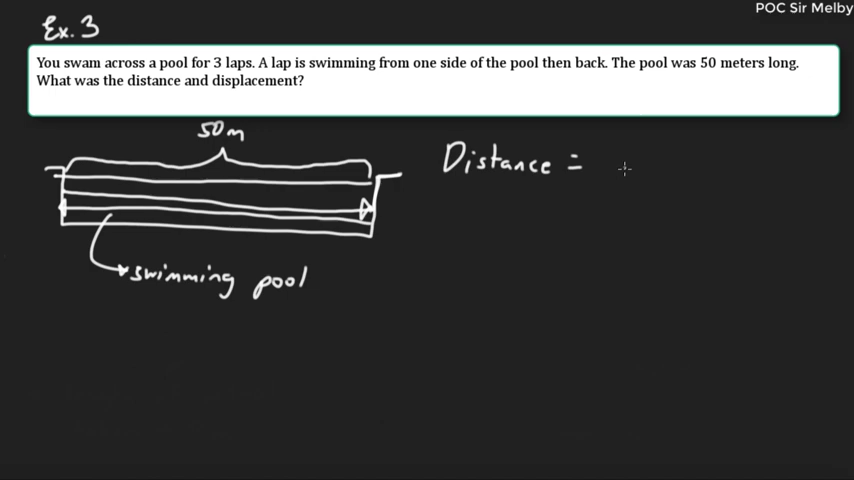 POC Sir Melby
Ex. 3
You swam across a pool for 3 laps. A lap is swimming from one side of the pool then back. The pool was 50 meters long.
What was the distance and displacement?
50m
Distance =
swimming pool